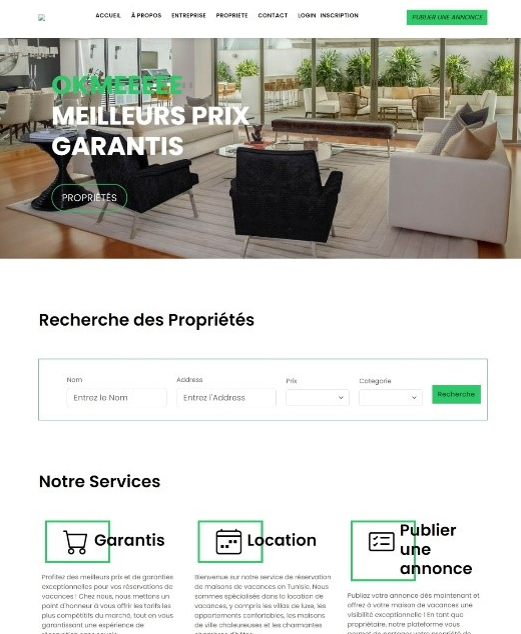 ACCUEIL À PROPOS ENTREPRISE PROPRIETE CONTACT LOGIN INSCRIPTION PUBLIER UNE ANNONCE
OKMEEEEE
MEILLEURS PRIX
GARANTIS
PROPRIÉTÉS
Recherche des Propriétés
Nom Address Prix Categorie
Entrez le Nom Entrez l'Address Recherche
Notre Services
Garantis
Profitez des meilleurs prix et de garanties
exceptionnelles pour vos réservations de
vacances ! Chez nous, nous mettons un
point d'honneur à vous offrir les tarifs les
plus compétitifs du marché, tout en vous
garantissant une expérience de
Location
Bienvenue sur notre service de réservation
de maisons de vacances en Tunisie. Nous
sommes spécialisés dans la location de
vacances, y compris les villas de luxe, les
appartements confortables, les maisons
de ville chaleureuses et les charmantes
Publier
une
annonce
Publiez votre annonce dès maintenant et
offrez à votre maison de vacances une
visibilité exceptionnelle ! En tant que
propriétaire, notre plateforme vous